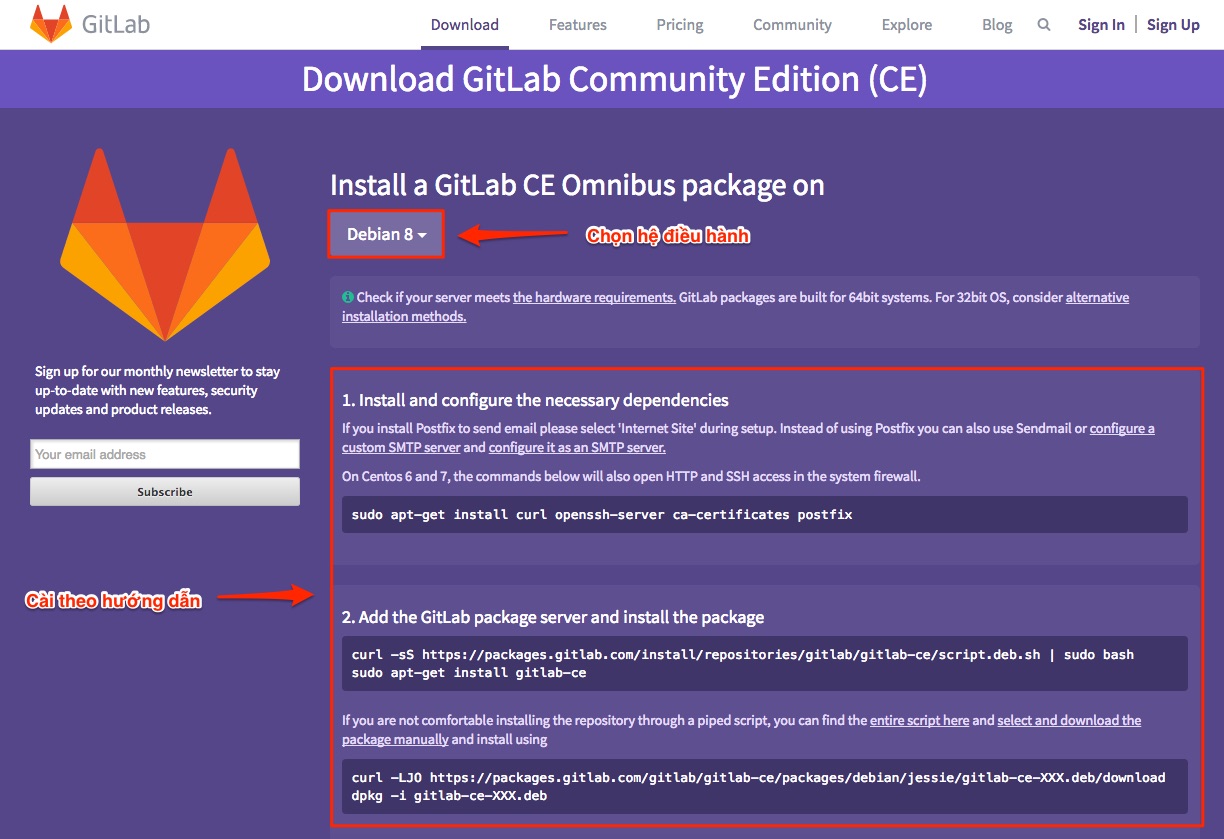 GitLab Download Features Pricing Community Explore Blog Sign In Sign Up
Download GitLab Community Edition (CE)
Install a GitLab CE Omnibus package on
Debian 8
Chọn hệ điều hành
Check if your server meets the hardware requirements. GitLab packages are built for 64bit systems. For 32bit OS, consider alternative
installation methods.
Sign up for our monthly newsletter to stay
up-to-date with new features, security
updates and product releases.
Your email address
Subscribe
Cài theo hướng dẫn
1. Install and configure the necessary dependencies
If you install Postfix to send email please select 'Internet Site' during setup. Instead of using Postfix you can also use Sendmail or configure a
custom SMTP server and configure it as an SMTP server.
On Centos 6 and 7, the commands below will also open HTTP and SSH access in the system firewall.
sudo apt-get install curl openssh-server ca-certificates postfix
2. Add the GitLab package server and install the package
curl -sS https://packages.gitlab.com/install/repositories/gitlab/gitlab-ce/script.deb.sh | sudo bash
sudo apt-get install gitlab-ce
If you are not comfortable installing the repository through a piped script, you can find the entire script here and select and download the
package manually and install using
curl -LJO https://packages.gitlab.com/gitlab/gitlab-ce/packages/debian/jessie/gitlab-ce-XXX.deb/download
dpkg -i gitlab-ce-XXX.deb